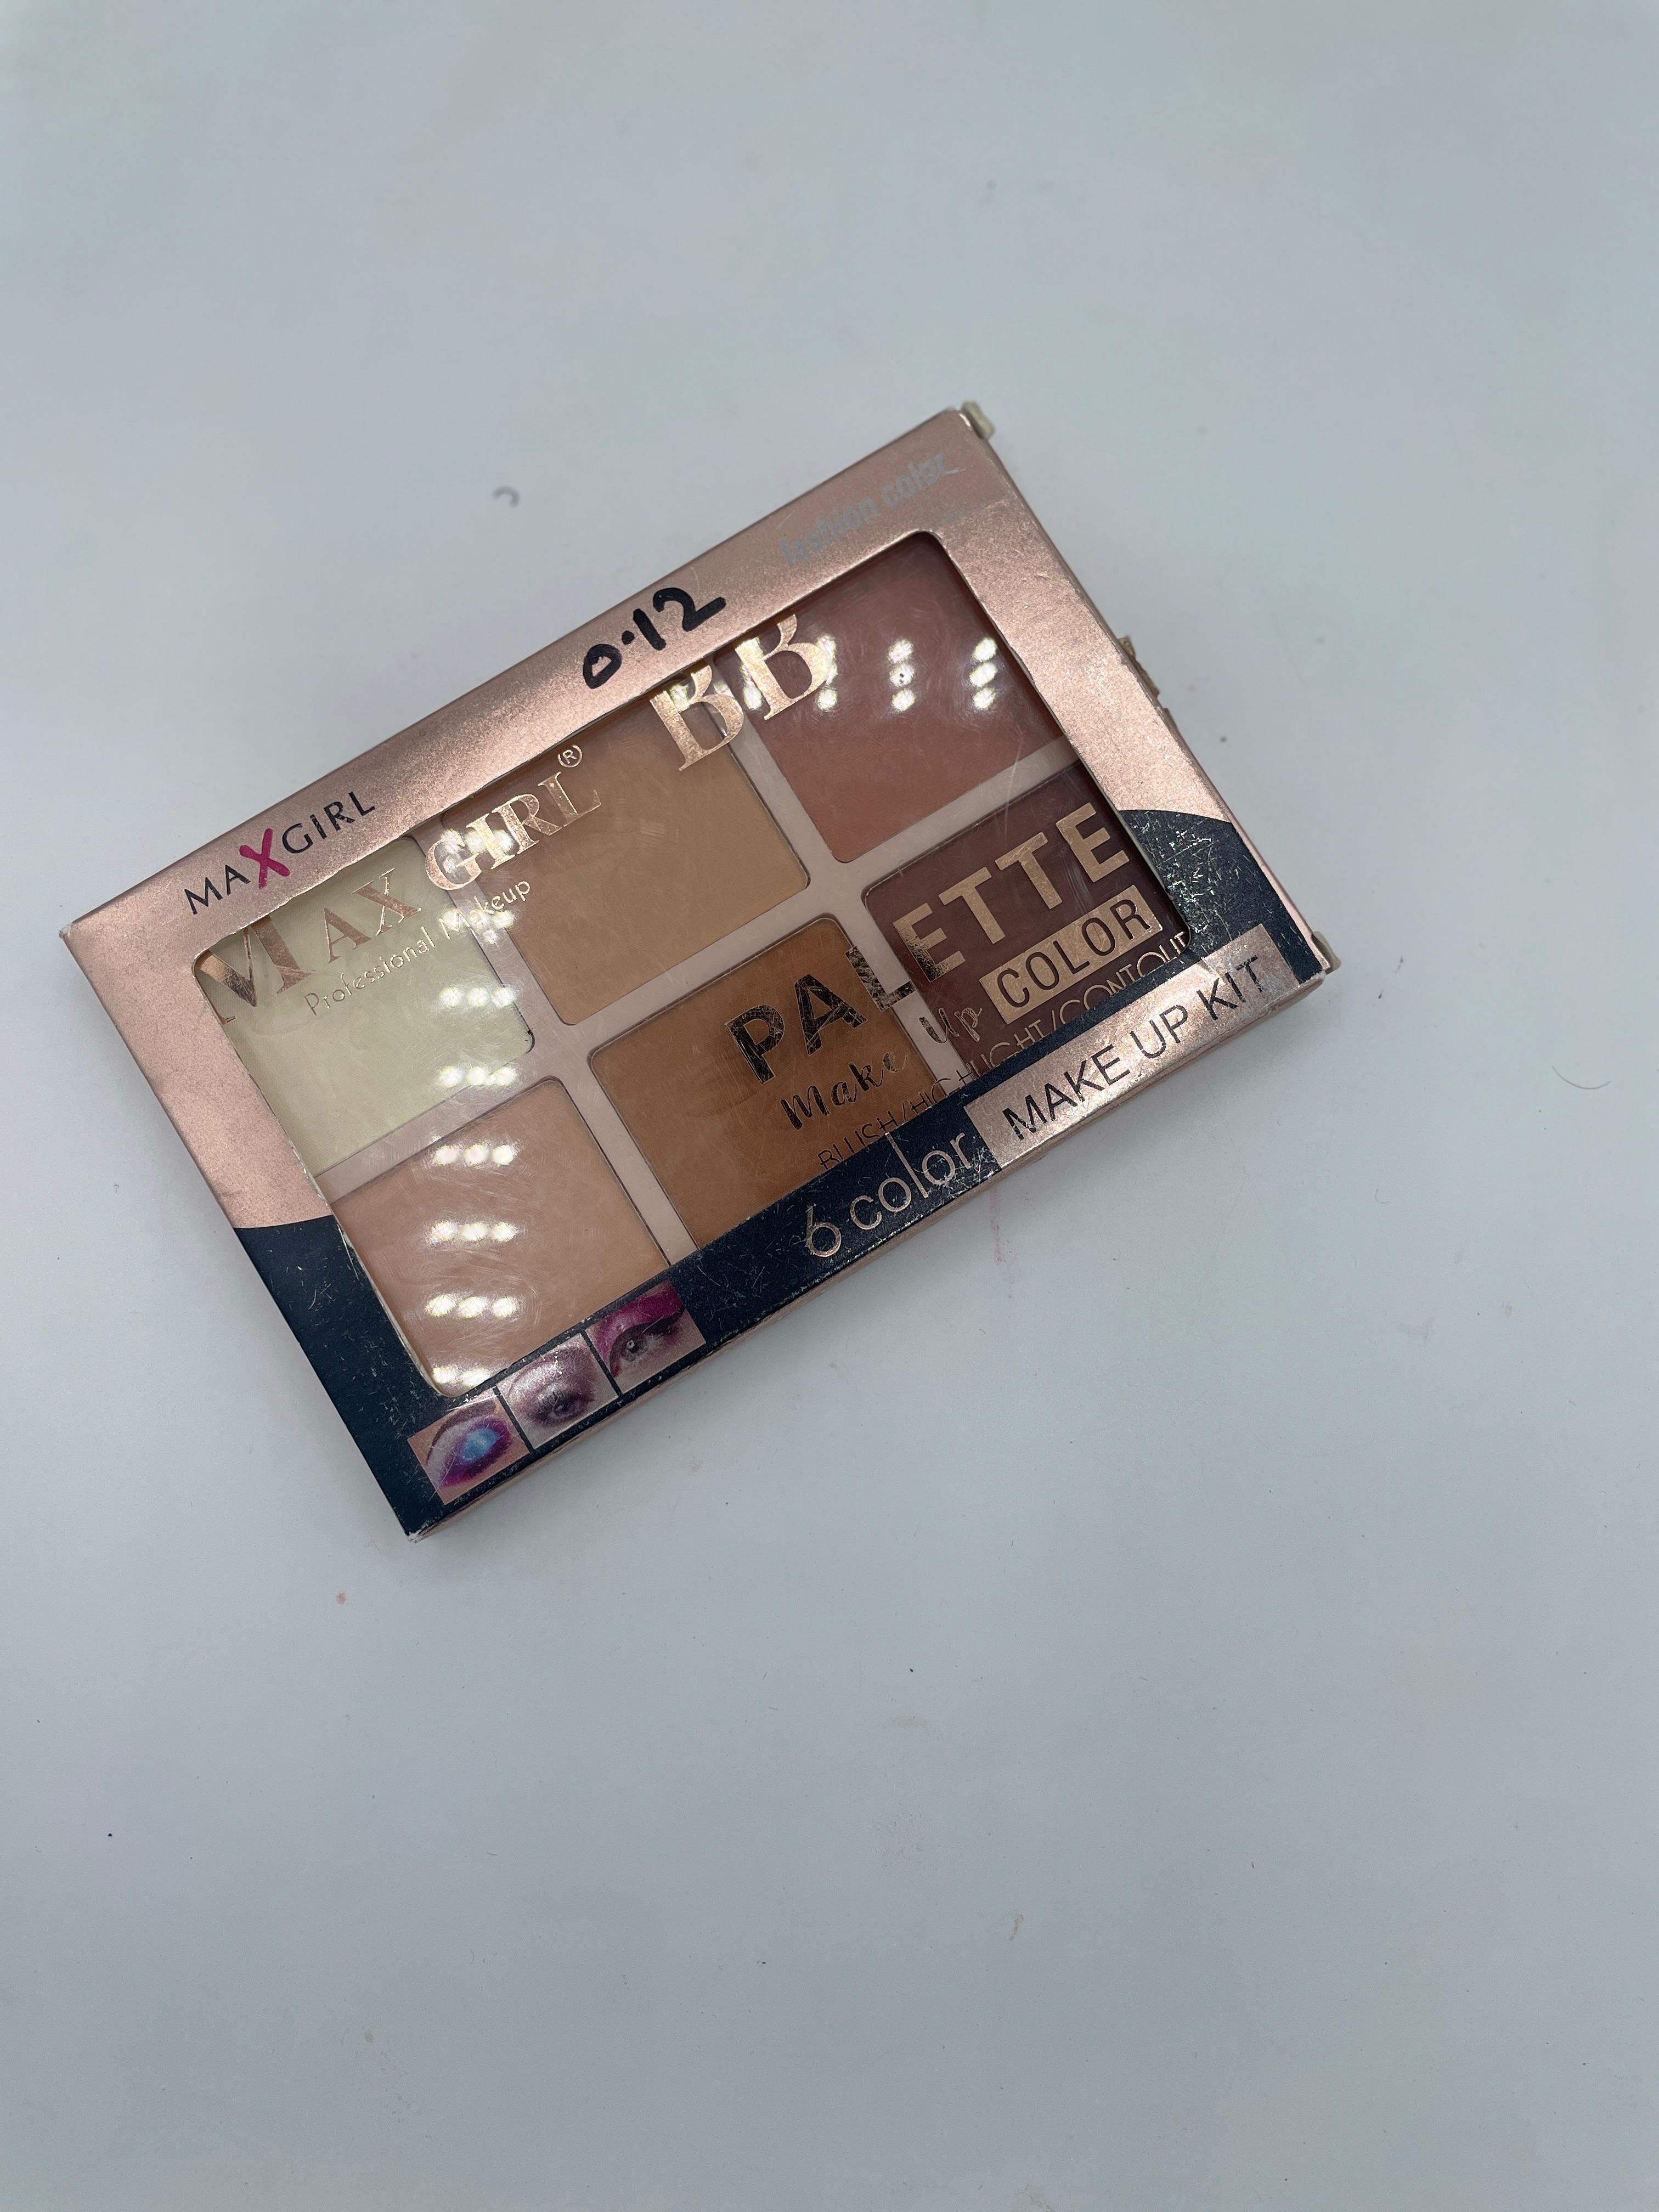 fashion color
0.12
MAXGIRL
BB
MAX GIRL (R)
Professional Makeup
PALETTE
Make Up COLOR
BLUSH/HIGHLIGHT/CONTOUR
6 color MAKE UP KIT